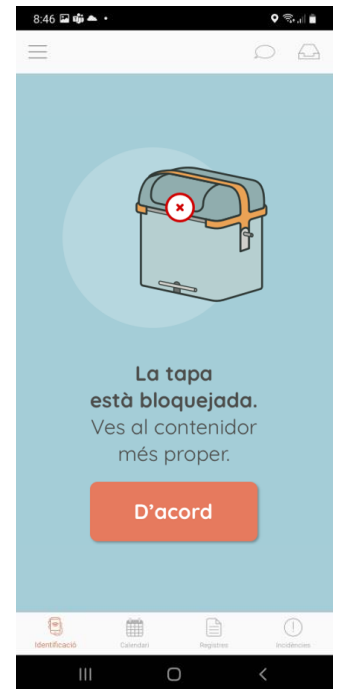 8:46
La tapa
està bloquejada.
Ves al contenidor
més proper.
D'acord
Identificació
Calendari
Registres
Incidències